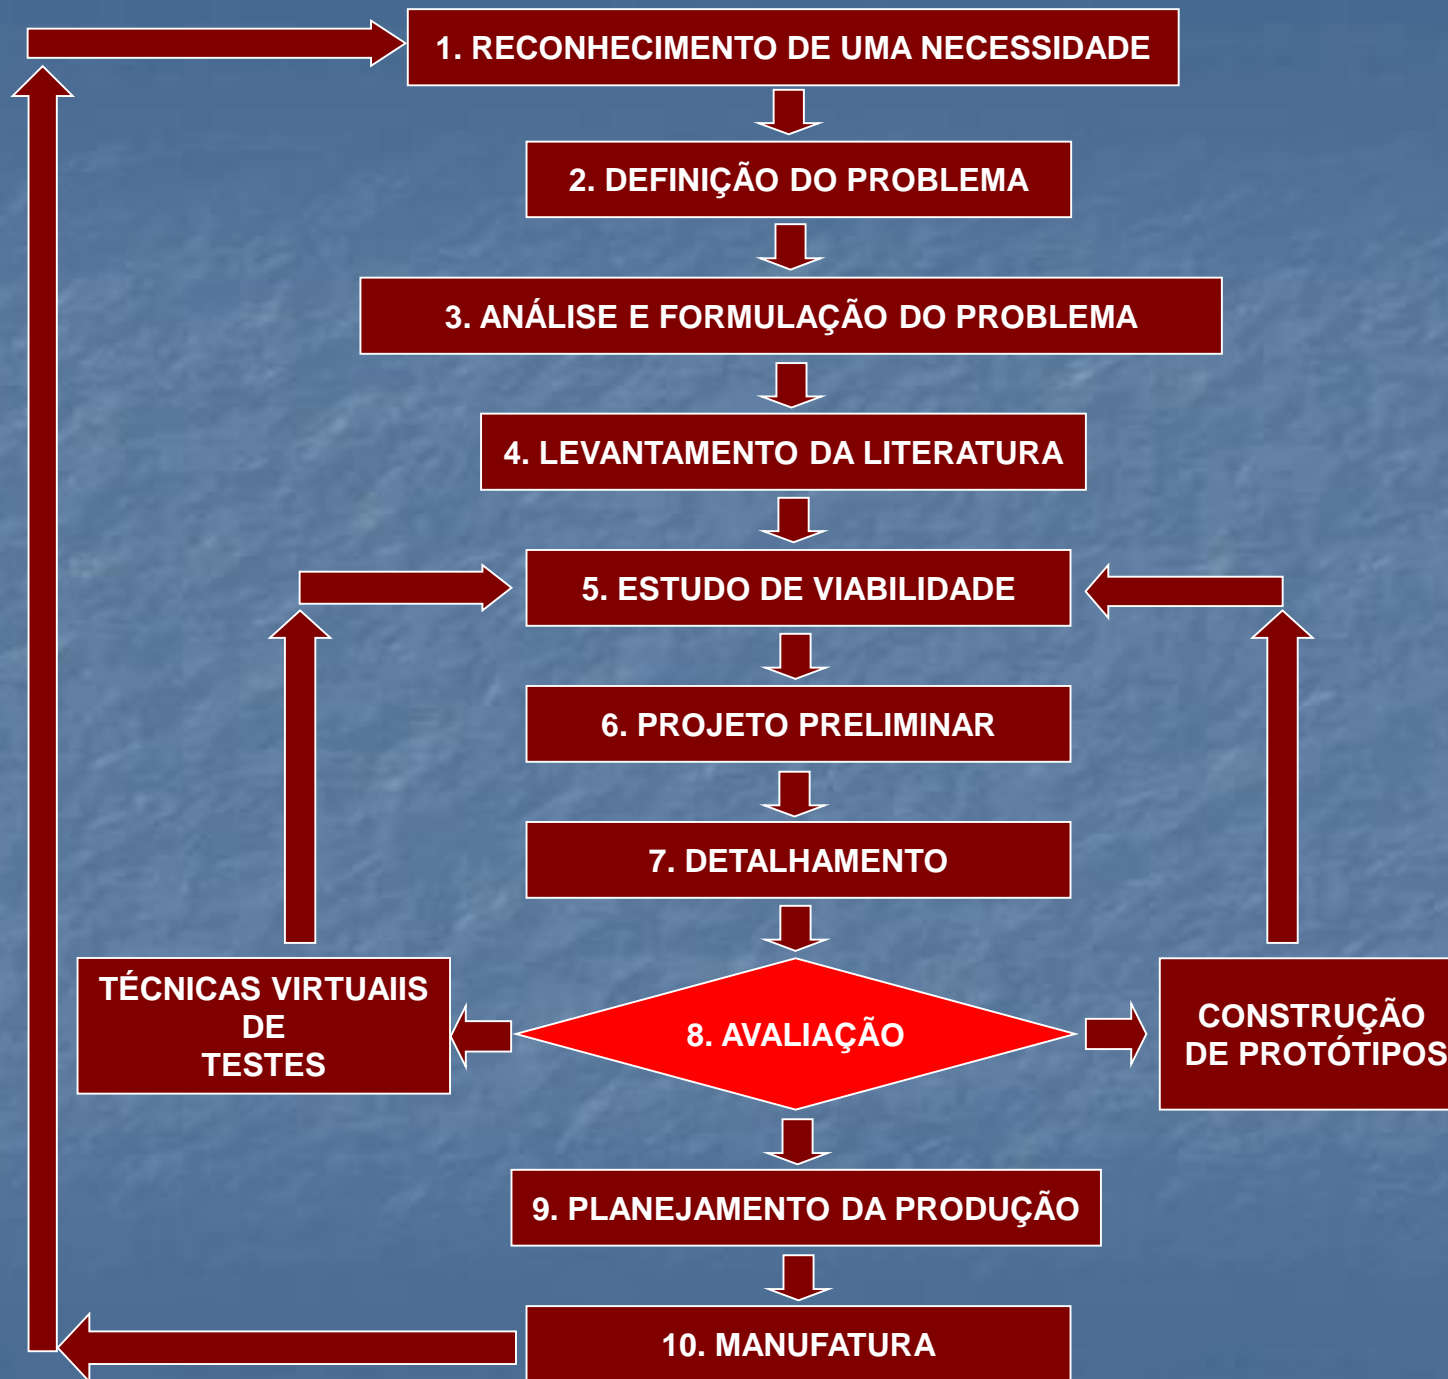 1. RECONHECIMENTO DE UMA NECESSIDADE
2. DEFINIÇÃO DO PROBLEMA
3. ANÁLISE E FORMULAÇÃO DO PROBLEMA
4. LEVANTAMENTO DA LITERATURA
5. ESTUDO DE VIABILIDADE
6. PROJETO PRELIMINAR
7. DETALHAMENTO
TÉCNICAS VIRTUAIIS
DE
TESTES
8. AVALIAÇÃO
CONSTRUÇÃO
DE PROTÓTIPOS
9. PLANEJAMENTO DA PRODUÇÃO
10. MANUFATURA